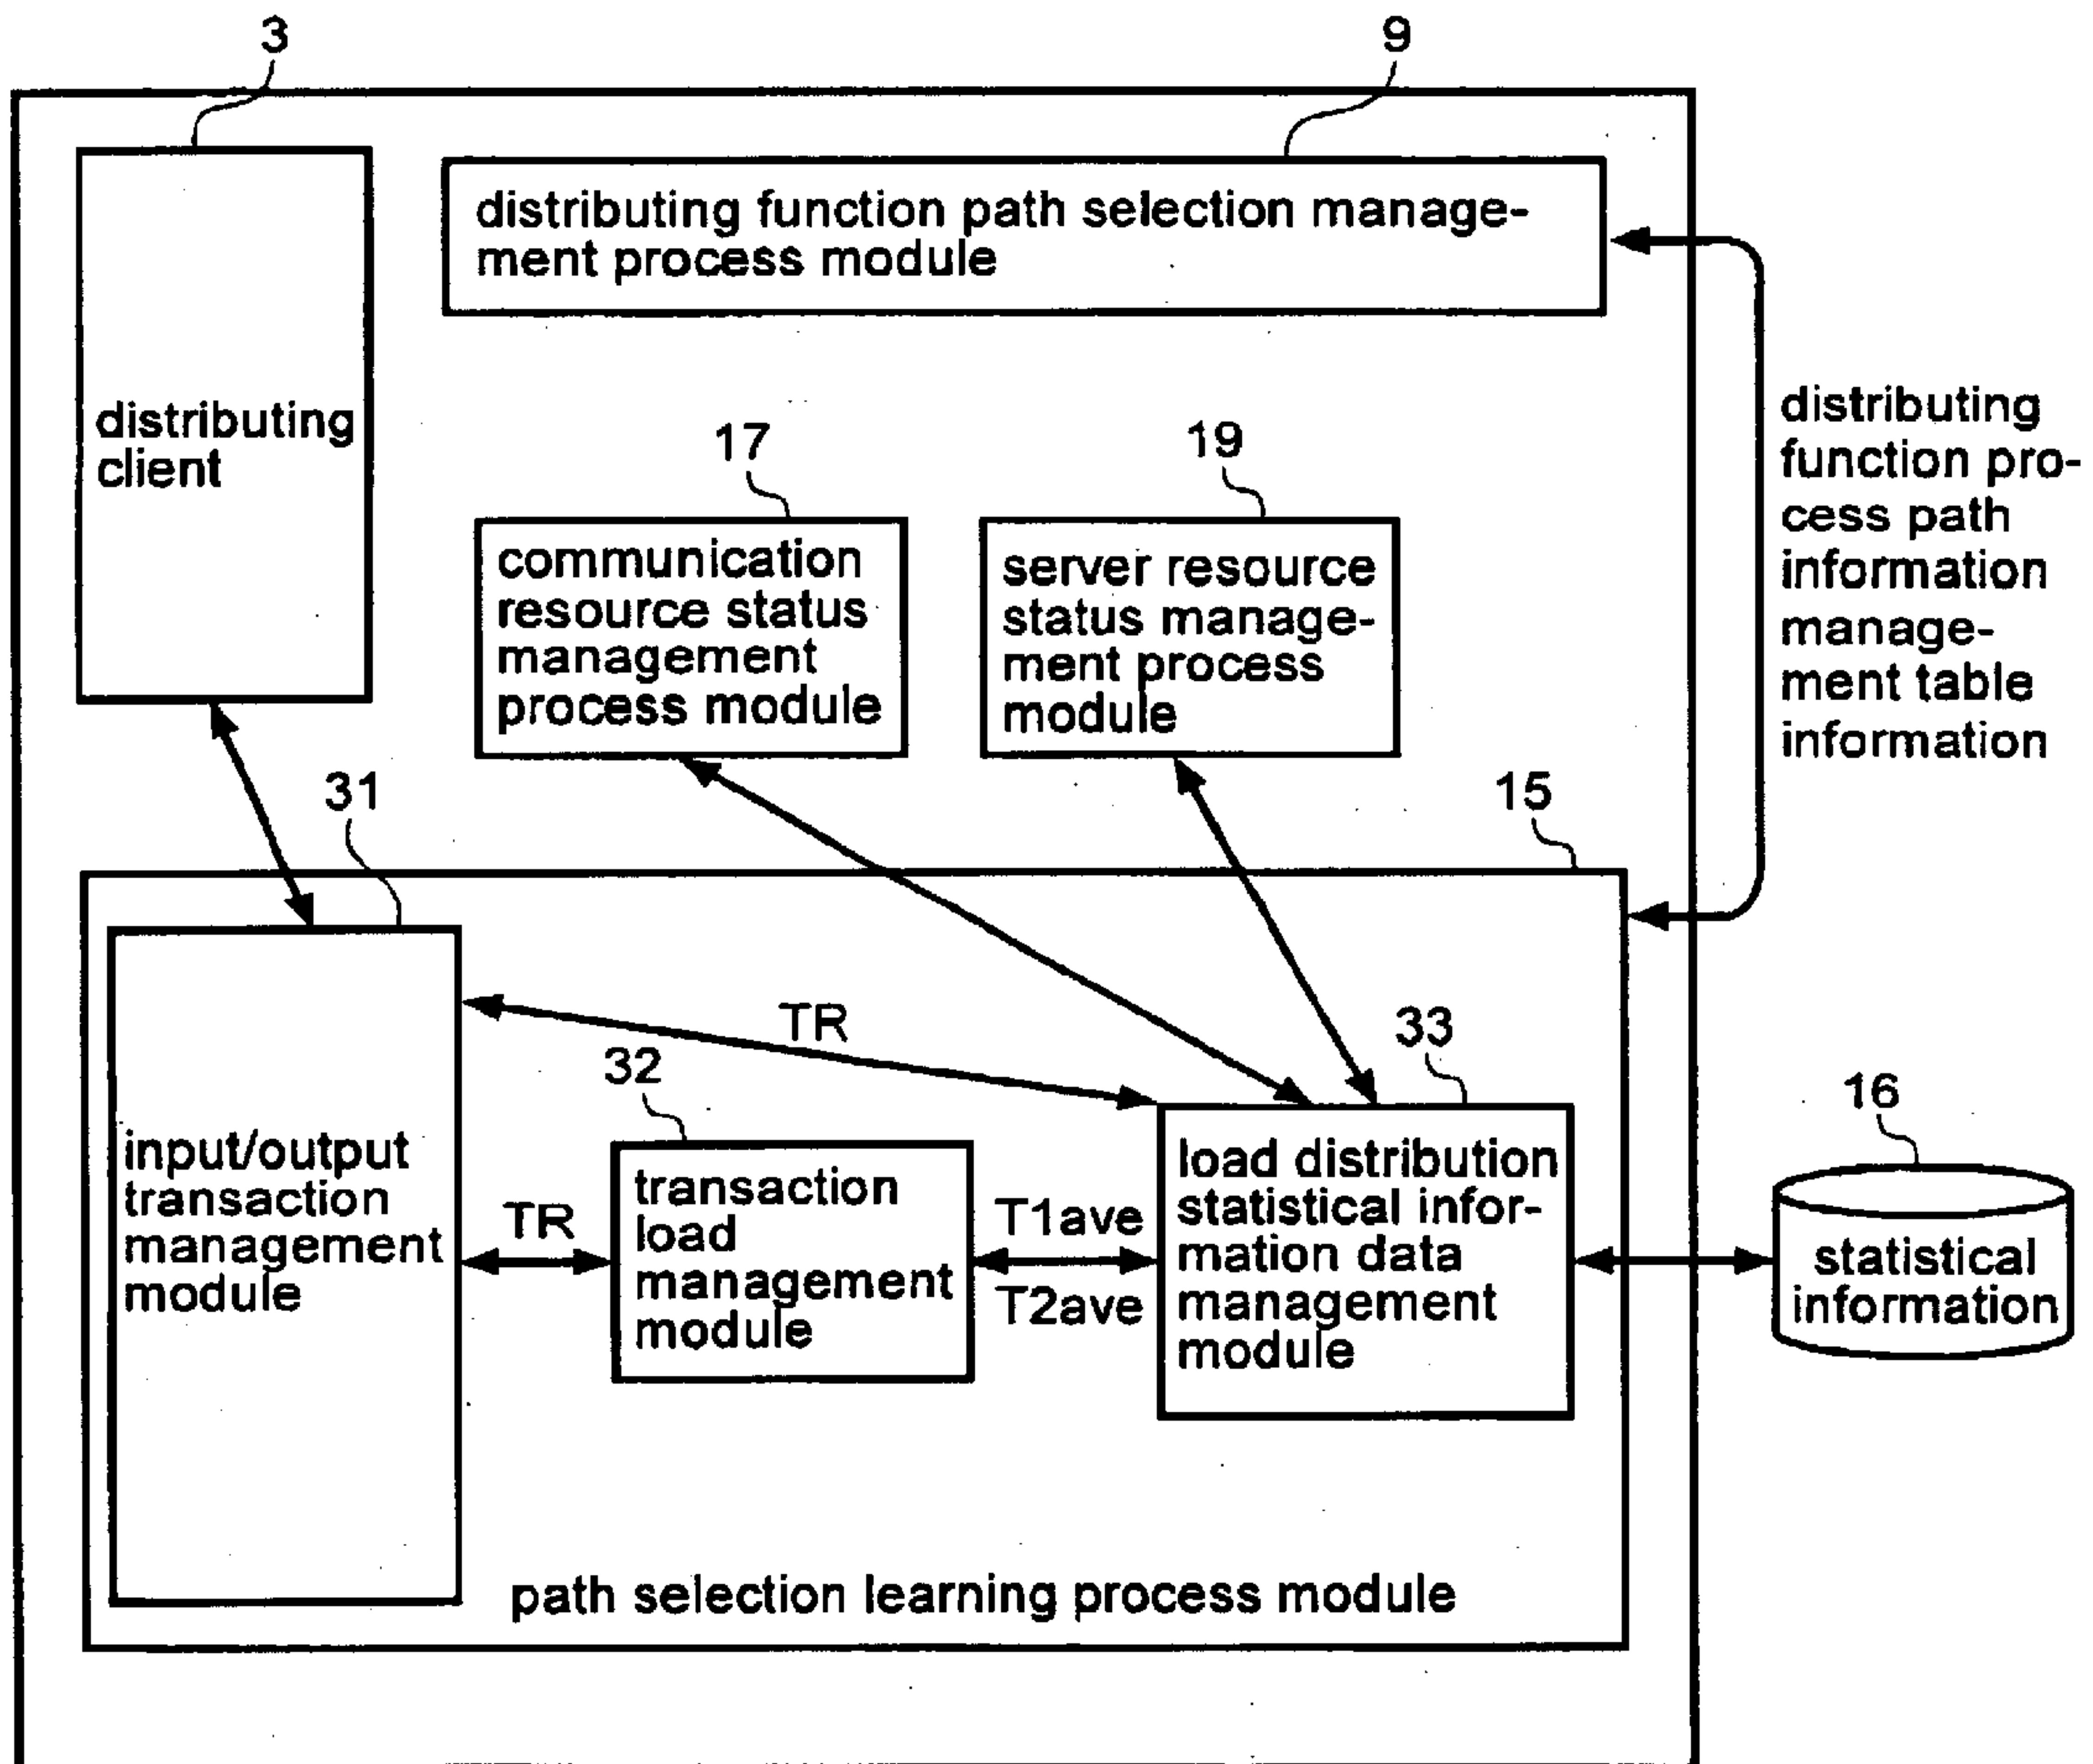 3
9
distributing function path selection manage-
ment process module
distributing
client
17
19
communication
resource status
management
process module
server resource
status manage-
ment process
module
distributing
function pro-
cess path
information
manage-
ment table
information
31
15
TR
32
33
16
input/output
transaction
management
module
TR
transaction
load
management
module
T1ave
T2ave
load distribution
statistical infor-
mation data
management
module
statistical
information
path selection learning process module